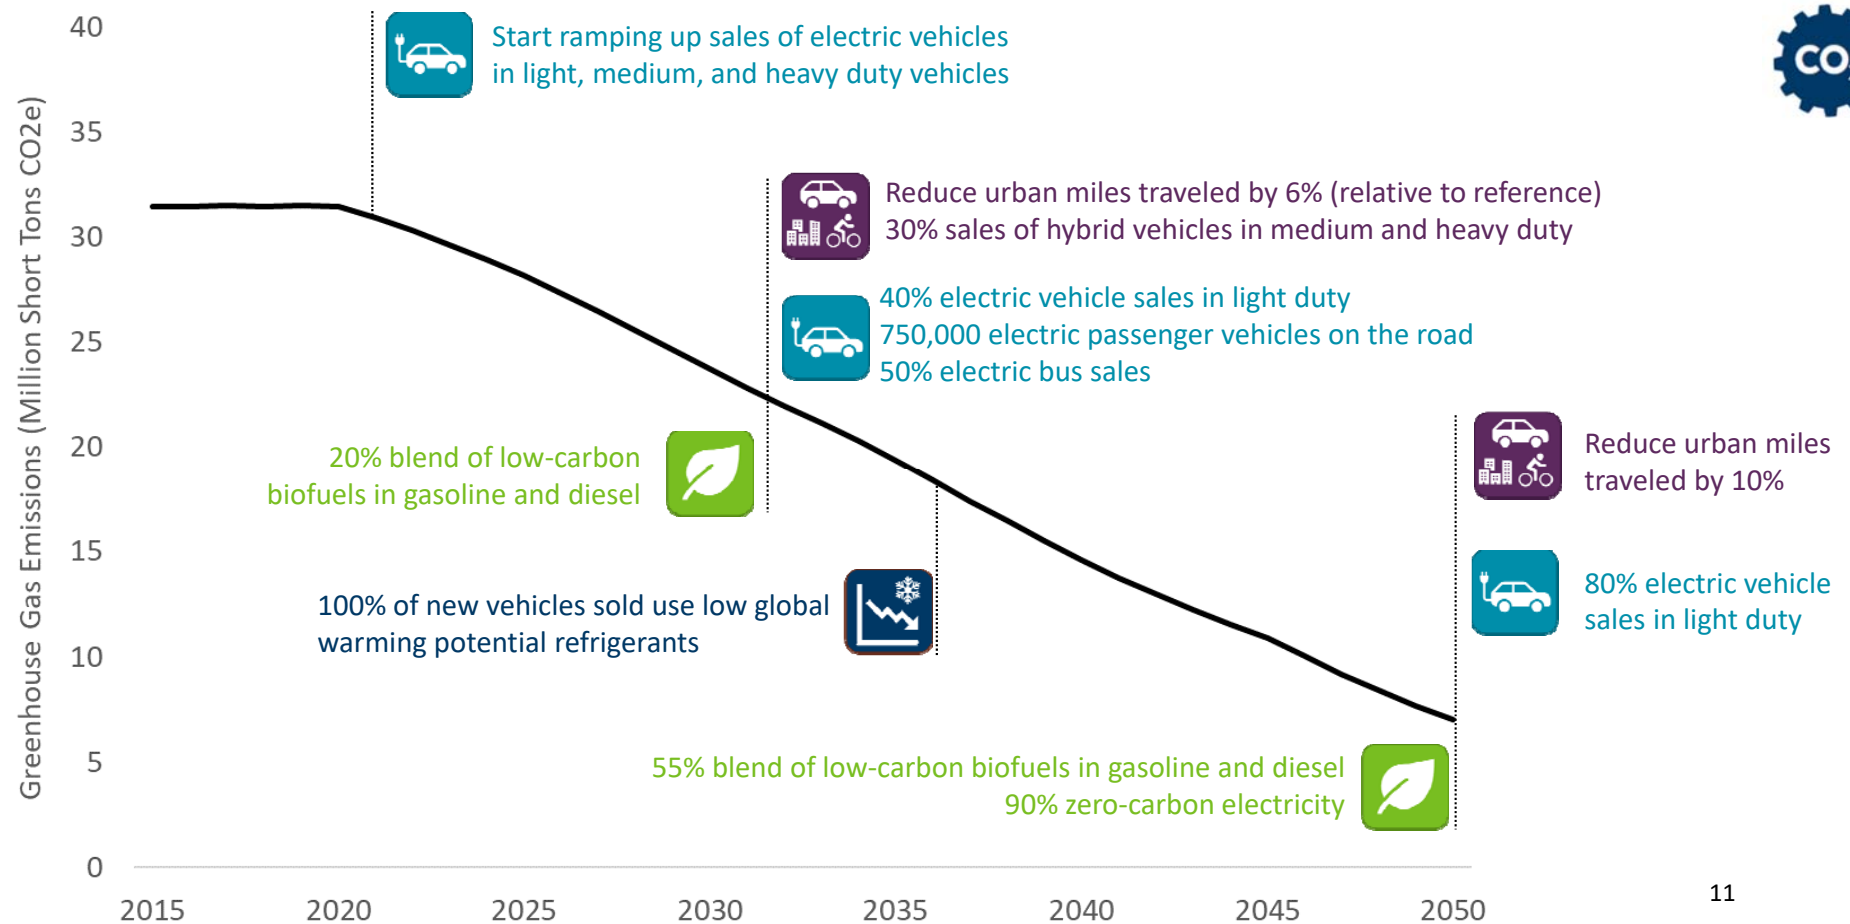 Greenhouse Gas Emissions (Million Short Tons CO2e)
40
35
30
25
20
15
10
5
0
2015
2020
2025
2030
2035
2040
2045
2050
Start ramping up sales of electric vehicles
in light, medium, and heavy duty vehicles
Reduce urban miles traveled by 6% (relative to reference)
30% sales of hybrid vehicles in medium and heavy duty
40% electric vehicle sales in light duty
750,000 electric passenger vehicles on the road
50% electric bus sales
20% blend of low-carbon
biofuels in gasoline and diesel
100% of new vehicles sold use low global
warming potential refrigerants
Reduce urban miles
traveled by 10%
80% electric vehicle
sales in light duty
55% blend of low-carbon biofuels in gasoline and diesel
90% zero-carbon electricity
CO
11